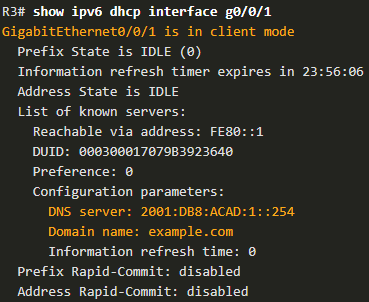 R3# show ipv6 dhcp interface g0/0/1
GigabitEthernet0/0/1 is in client mode
Prefix State is IDLE (0)
Information refresh timer expires in 23:56:06
Address State is IDLE
List of known servers:
Reachable via address: FE80::1
DUID: 000300017079B3923640
Preference: 0
Configuration parameters:
DNS server: 2001:DB8:ACAD:1::254
Domain name: example.com
Information refresh time: 0
Prefix Rapid-Commit: disabled
Address Rapid-Commit: disabled